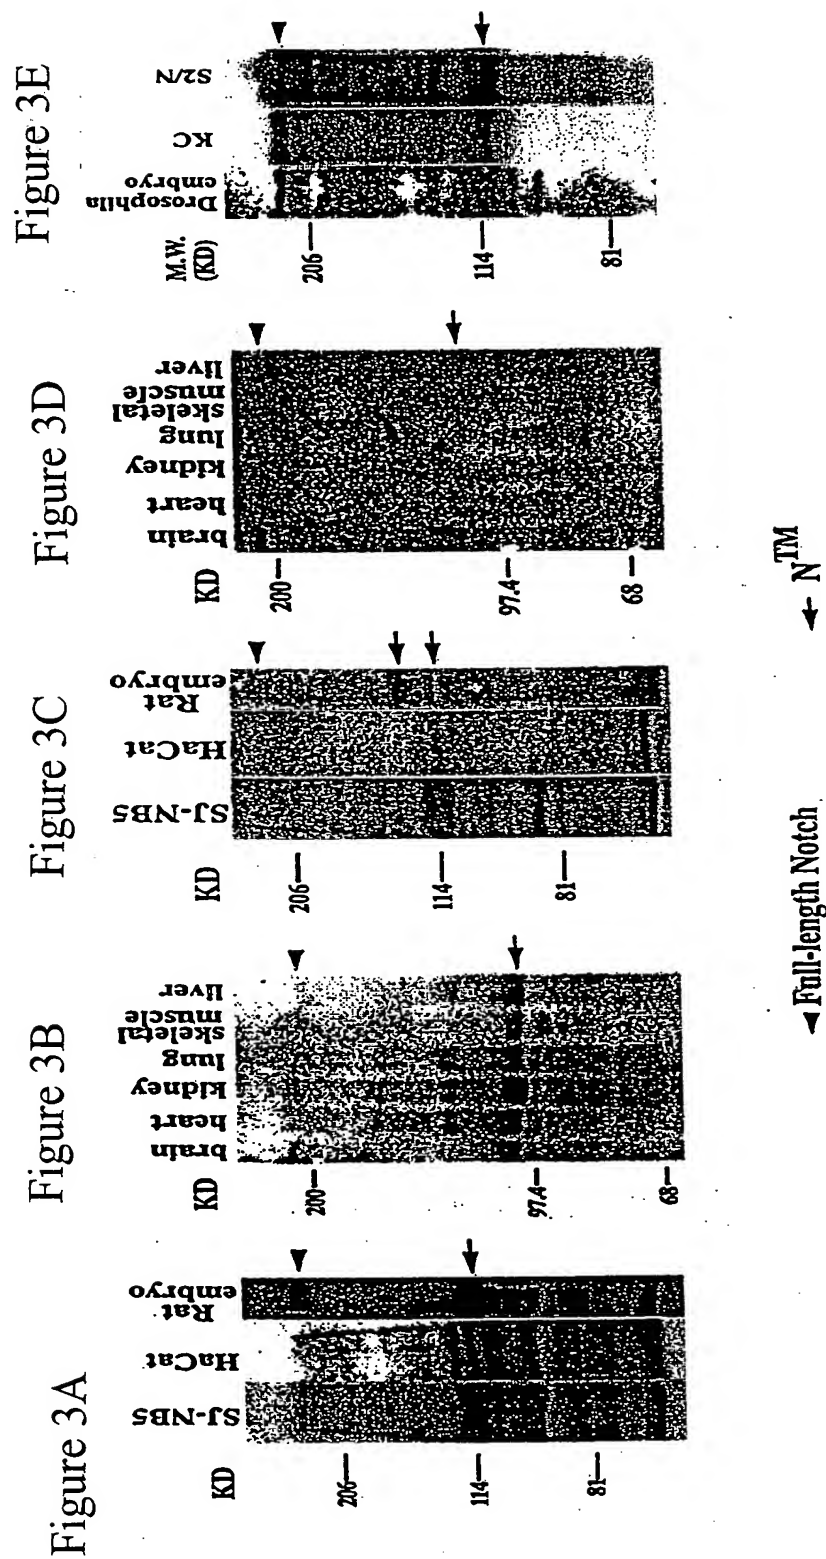 Figure 3A
KD
SJ-NB5
HaCat
Rat
embryo
206
114
81
Figure 3B
KD
brain
heart
kidney
lung
skeletal
muscle
liver
200
97.4
68
Figure 3C
KD
SJ-NB5
HaCat
Rat
embryo
206
114
81
Figure 3D
KD
brain
heart
kidney
lung
skeletal
muscle
liver
200
97.4
68
Figure 3E
M.W.
(KD)
Drosophila
embryo
KC
S2/N
206
114
81
Full-length Notch
N™